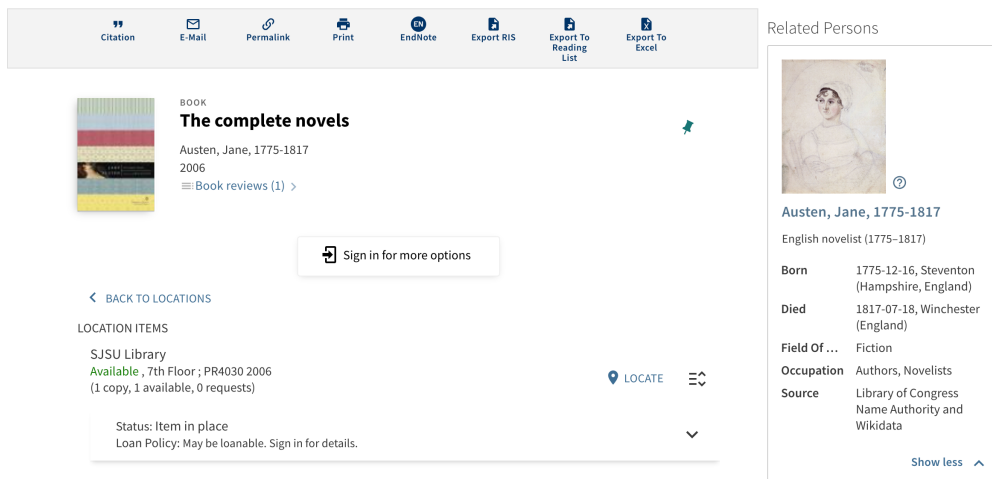 Citation
E-Mail
Permalink
Print
EN
EndNote
Export RIS
Export To
Reading
List
X
Export To
Excel
BOOK
The complete novels
Austen, Jane, 1775-1817
2006
Book reviews (1)
Sign in for more options
BACK TO LOCATIONS
LOCATION ITEMS
SJSU Library
Available , 7th Floor ; PR4030 2006
(1 copy, 1 available, 0 requests)
LOCATE
Status: Item in place
Loan Policy: May be loanable. Sign in for details.
Related Persons
Austen, Jane, 1775-1817
English novelist (1775–1817)
Born 1775-12-16, Steventon
(Hampshire, England)
Died 1817-07-18, Winchester
(England)
Field Of ... Fiction
Occupation Authors, Novelists
Source Library of Congress
Name Authority and
Wikidata
Show less